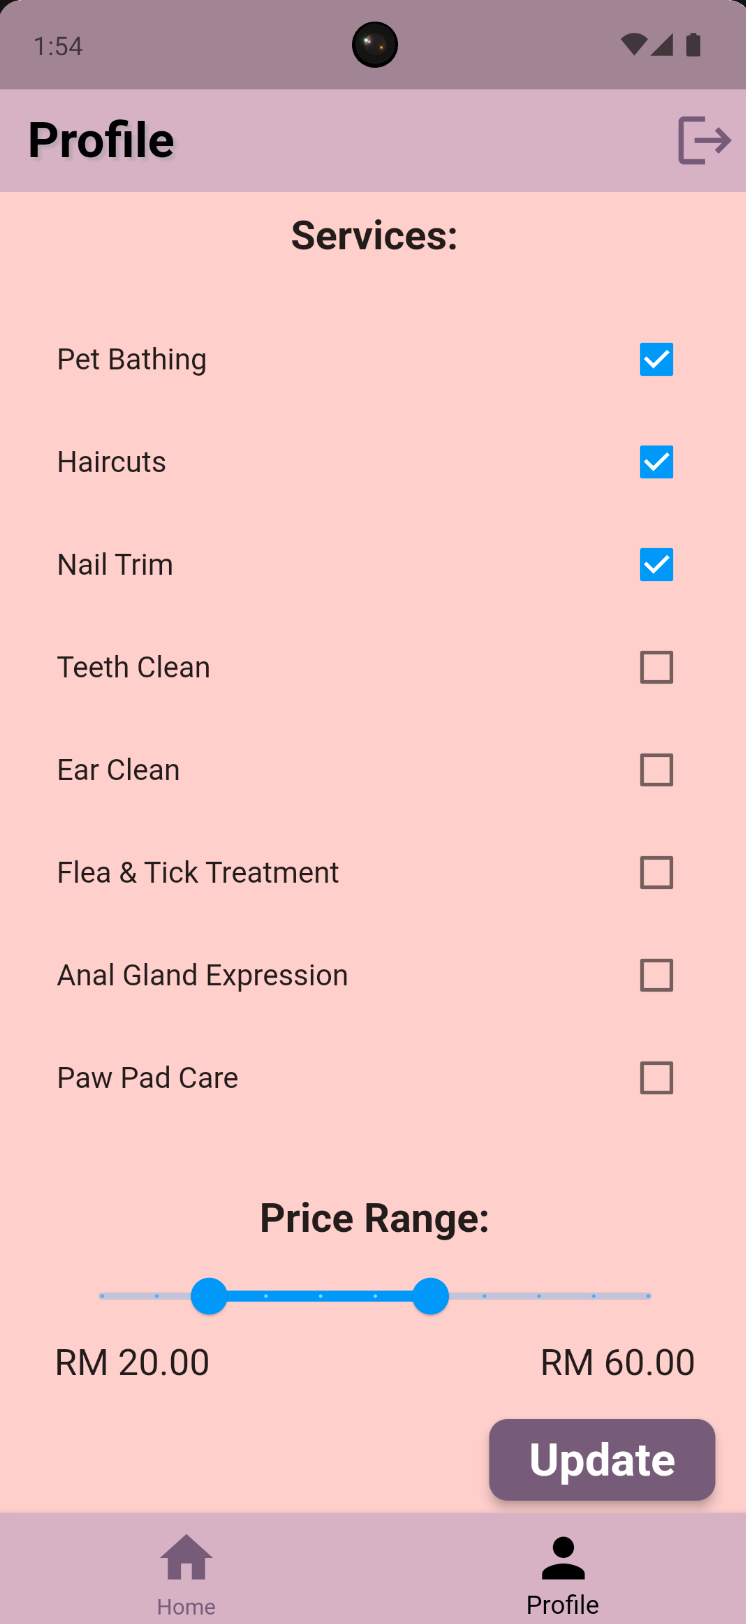 1:54
Profile
Services:
Pet Bathing
Haircuts
Nail Trim
Teeth Clean
Ear Clean
Flea & Tick Treatment
Anal Gland Expression
Paw Pad Care
Price Range:
RM 20.00 RM 60.00
Update
Home Profile